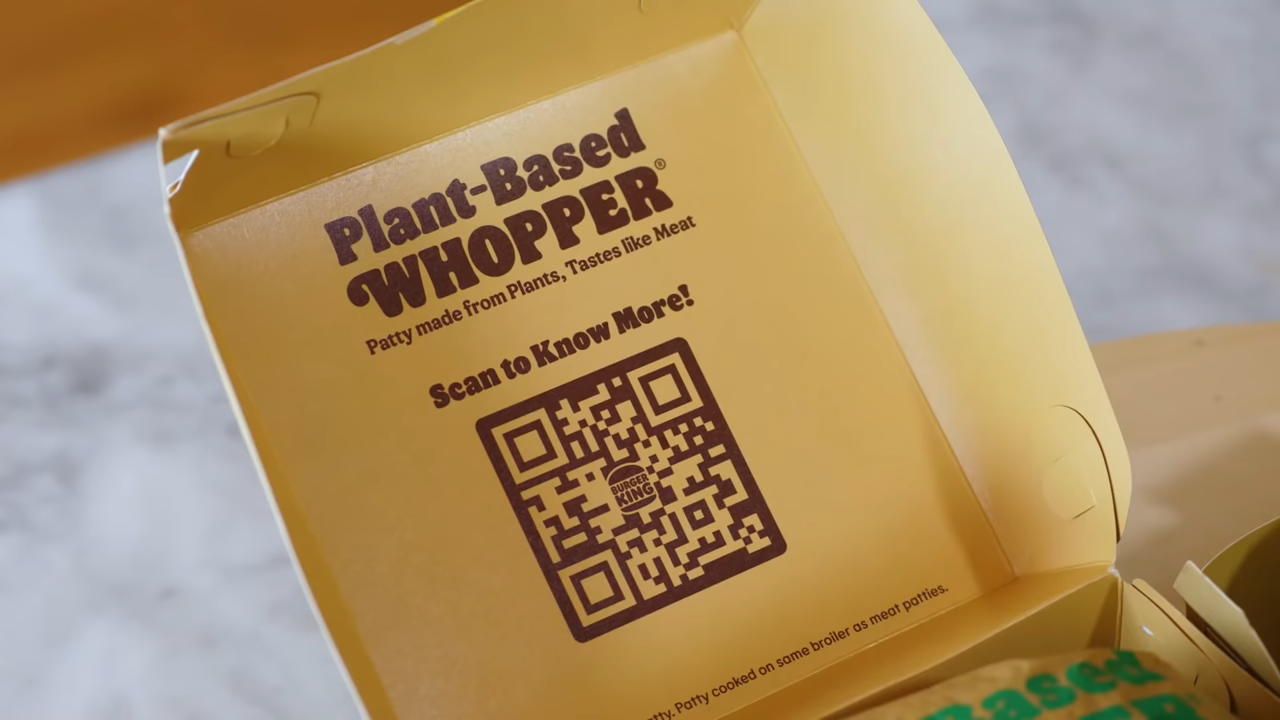 Plant-Based
WHOPPER®
Patty made from Plants, Tastes like Meat
Scan to Know More!
BURGER
KING
Patty cooked on same broiler as meat patties.
Based